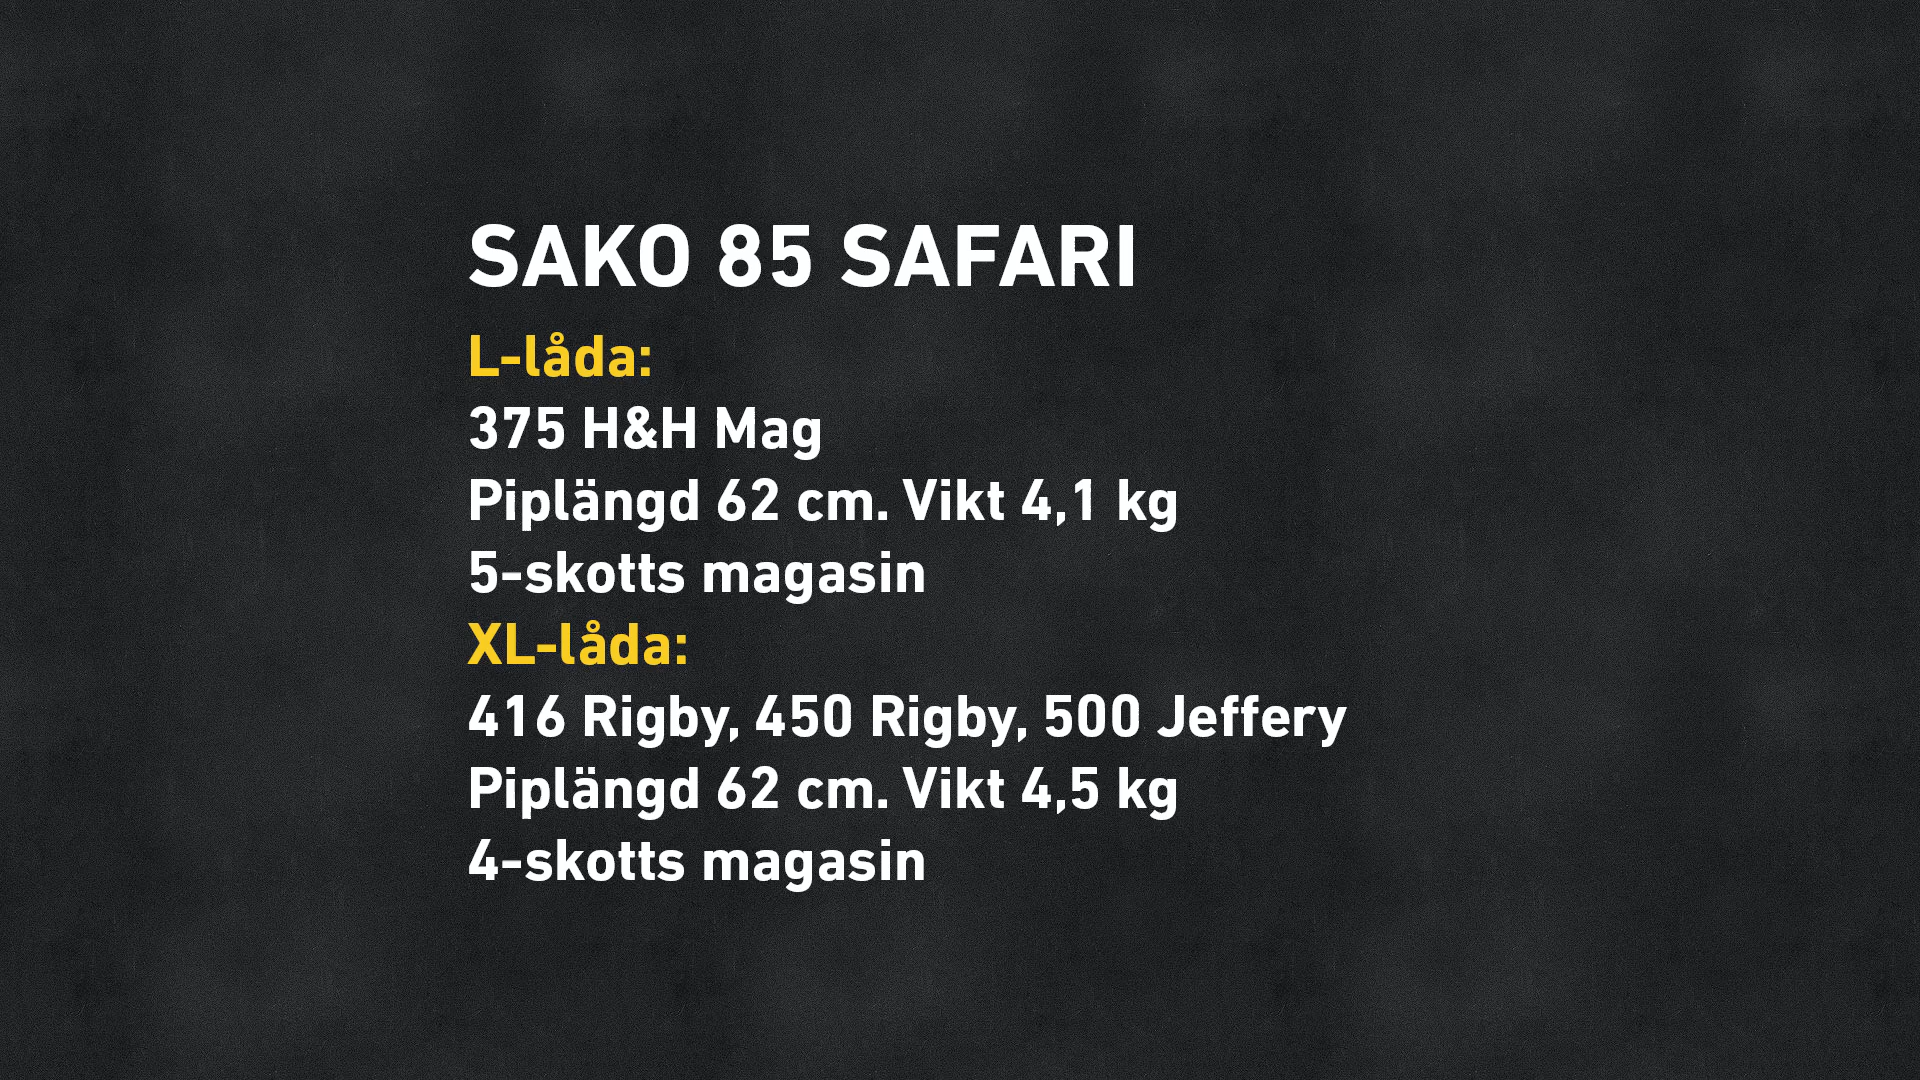 SAKO 85 SAFARI
L-låda:
375 H&H Mag
Piplängd 62 cm. Vikt 4,1 kg
5-skotts magasin
XL-låda:
416 Rigby, 450 Rigby, 500 Jeffery
Piplängd 62 cm. Vikt 4,5 kg
4-skotts magasin